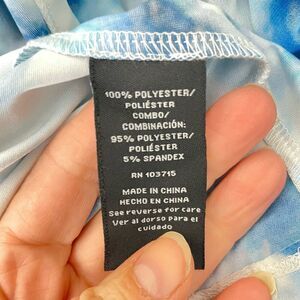 100% POLYESTER/
POLIÉSTER
COMBO/
COMBINACIÓN:
95% POLYESTER/
POLIÉSTER
5% SPANDEX
RN 103715
MADE IN CHINA
HECHO EN CHINA
See reverse for care
Ver al dorso para el
cuidado